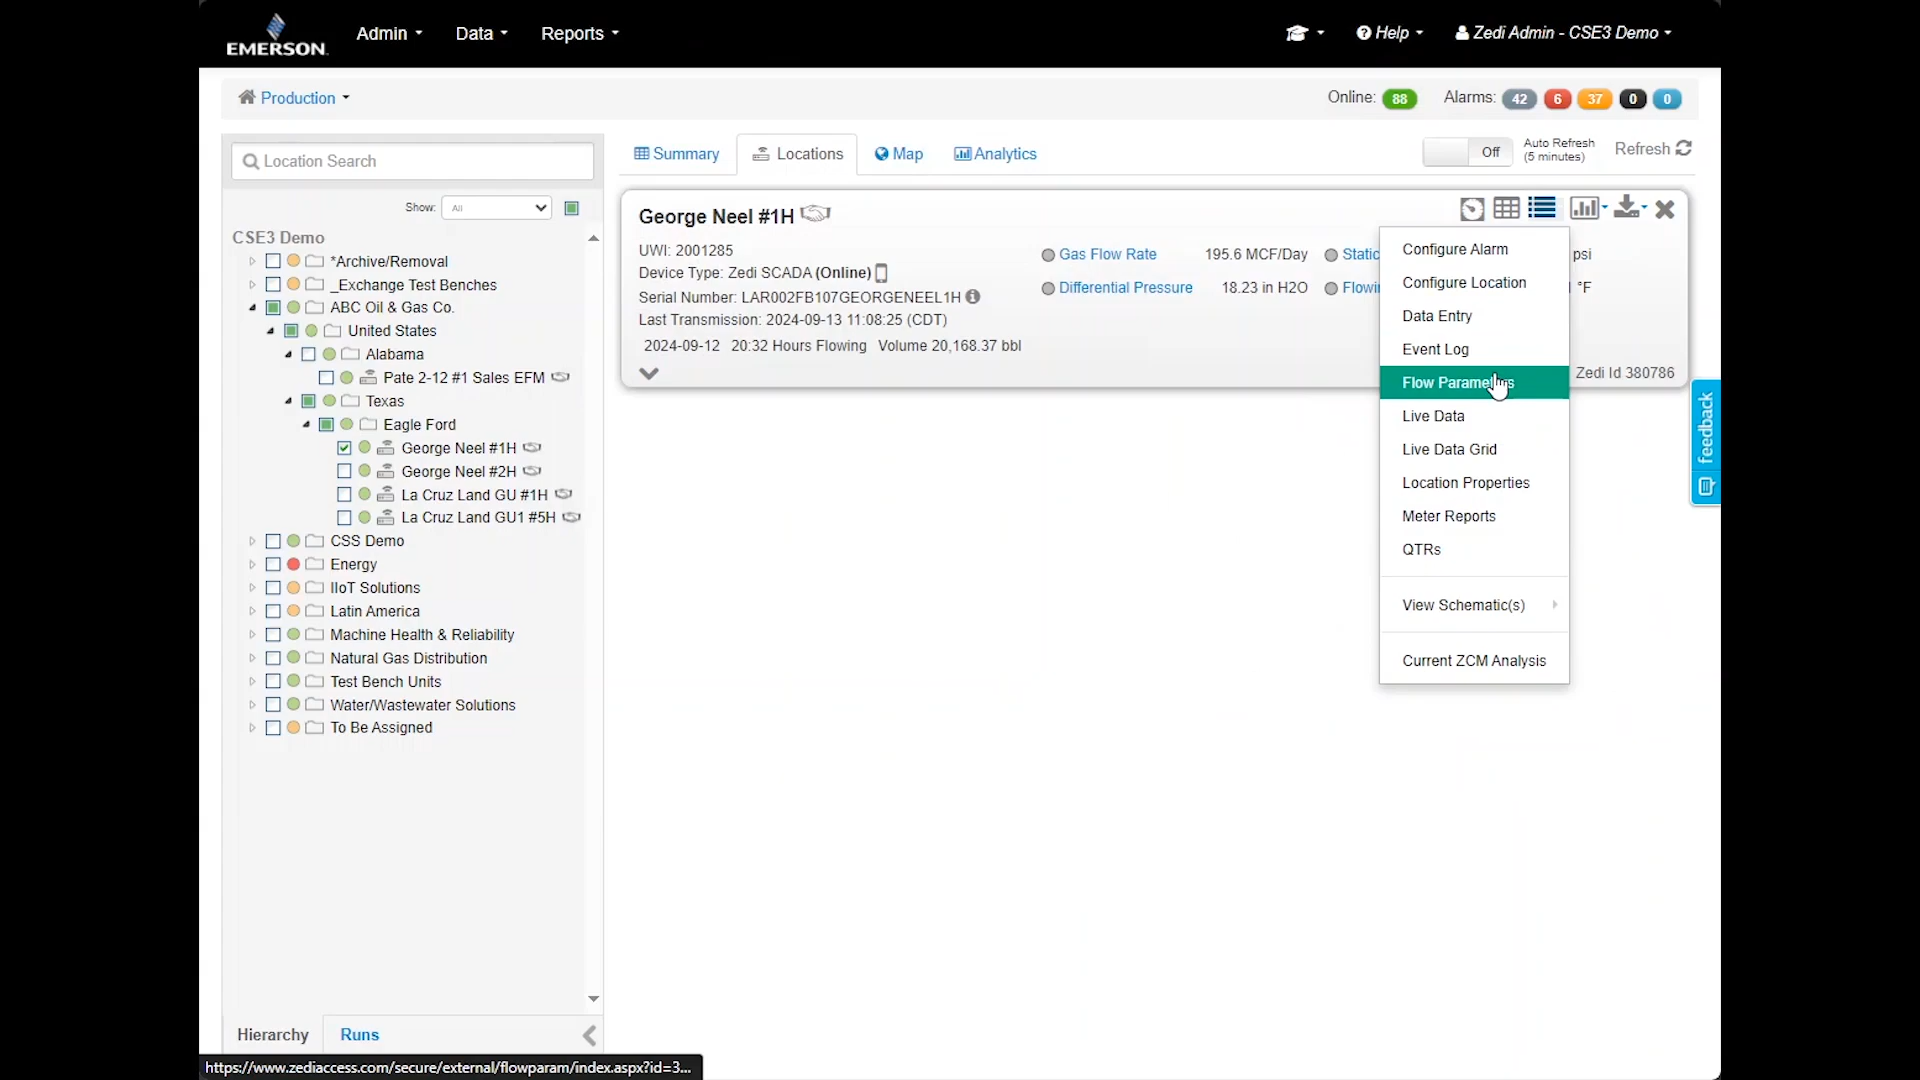 EMERSON
Admin
Data
Reports
Help
Zedi Admin - CSE3 Demo
Production
Online: 88
Alarms: 42 6 37 0 0
Location Search
Show: All
CSE3 Demo
*Archive/Removal
_Exchange Test Benches
ABC Oil & Gas Co.
United States
Alabama
Pate 2-12 #1 Sales EFM
Texas
Eagle Ford
George Neel #1H
George Neel #2H
La Cruz Land GU #1H
La Cruz Land GU1 #5H
CSS Demo
Energy
IIoT Solutions
Latin America
Machine Health & Reliability
Natural Gas Distribution
Test Bench Units
Water/Wastewater Solutions
To Be Assigned
Hierarchy
Runs
Summary
Locations
Map
Analytics
Off
Auto Refresh
(5 minutes)
Refresh
George Neel #1H
UWI: 2001285
Device Type: Zedi SCADA (Online)
Serial Number: LAR002FB107GEORGENEEL1H
Last Transmission: 2024-09-13 11:08:25 (CDT)
2024-09-12 20:32 Hours Flowing Volume 20,168.37 bbl
Gas Flow Rate 195.6 MCF/Day
Differential Pressure 18.23 in H2O
Static
psi
°F
Zedi Id 380786
Configure Alarm
Configure Location
Data Entry
Event Log
Flow Parameters
Live Data
Live Data Grid
Location Properties
Meter Reports
QTRs
View Schematic(s)
Current ZCM Analysis
feedback
https://www.zediaccess.com/secure/external/flowparam/index.aspx?id=3...